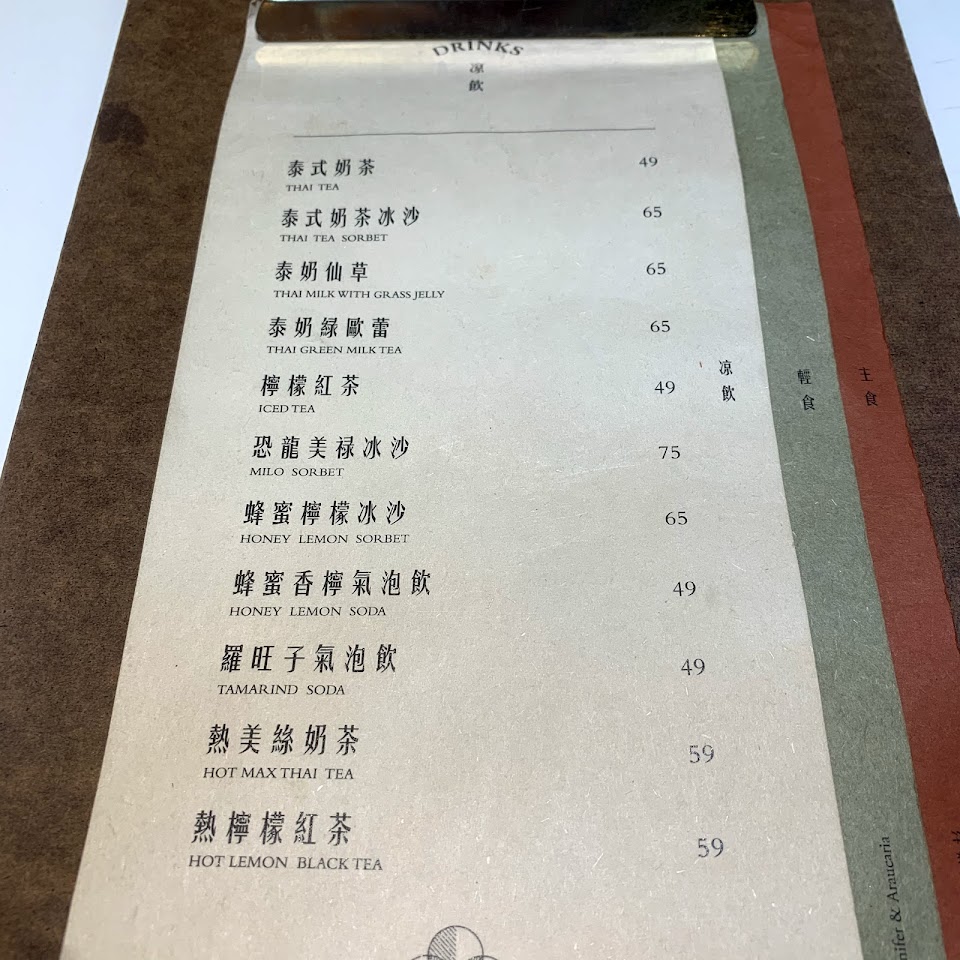 DRINKS
凉飲
泰式奶茶 49
THAI TEA
泰式奶茶冰沙 65
THAI TEA SORBET
泰奶仙草 65
THAI MILK WITH GRASS JELLY
泰奶綠歐蕾 65
THAI GREEN MILK TEA
檸檬紅茶 49
ICED TEA
恐龍美禄冰沙 75
MILO SORBET
蜂蜜檸檬冰沙 65
HONEY LEMON SORBET
蜂蜜香檸氣泡飲 49
HONEY LEMON SODA
羅旺子氣泡飲 49
TAMARIND SODA
熱美絲奶茶 59
HOT MAX THAI TEA
熱檸檬紅茶 59
HOT LEMON BLACK TEA
凉飲
輕食
主食
& Araucaria